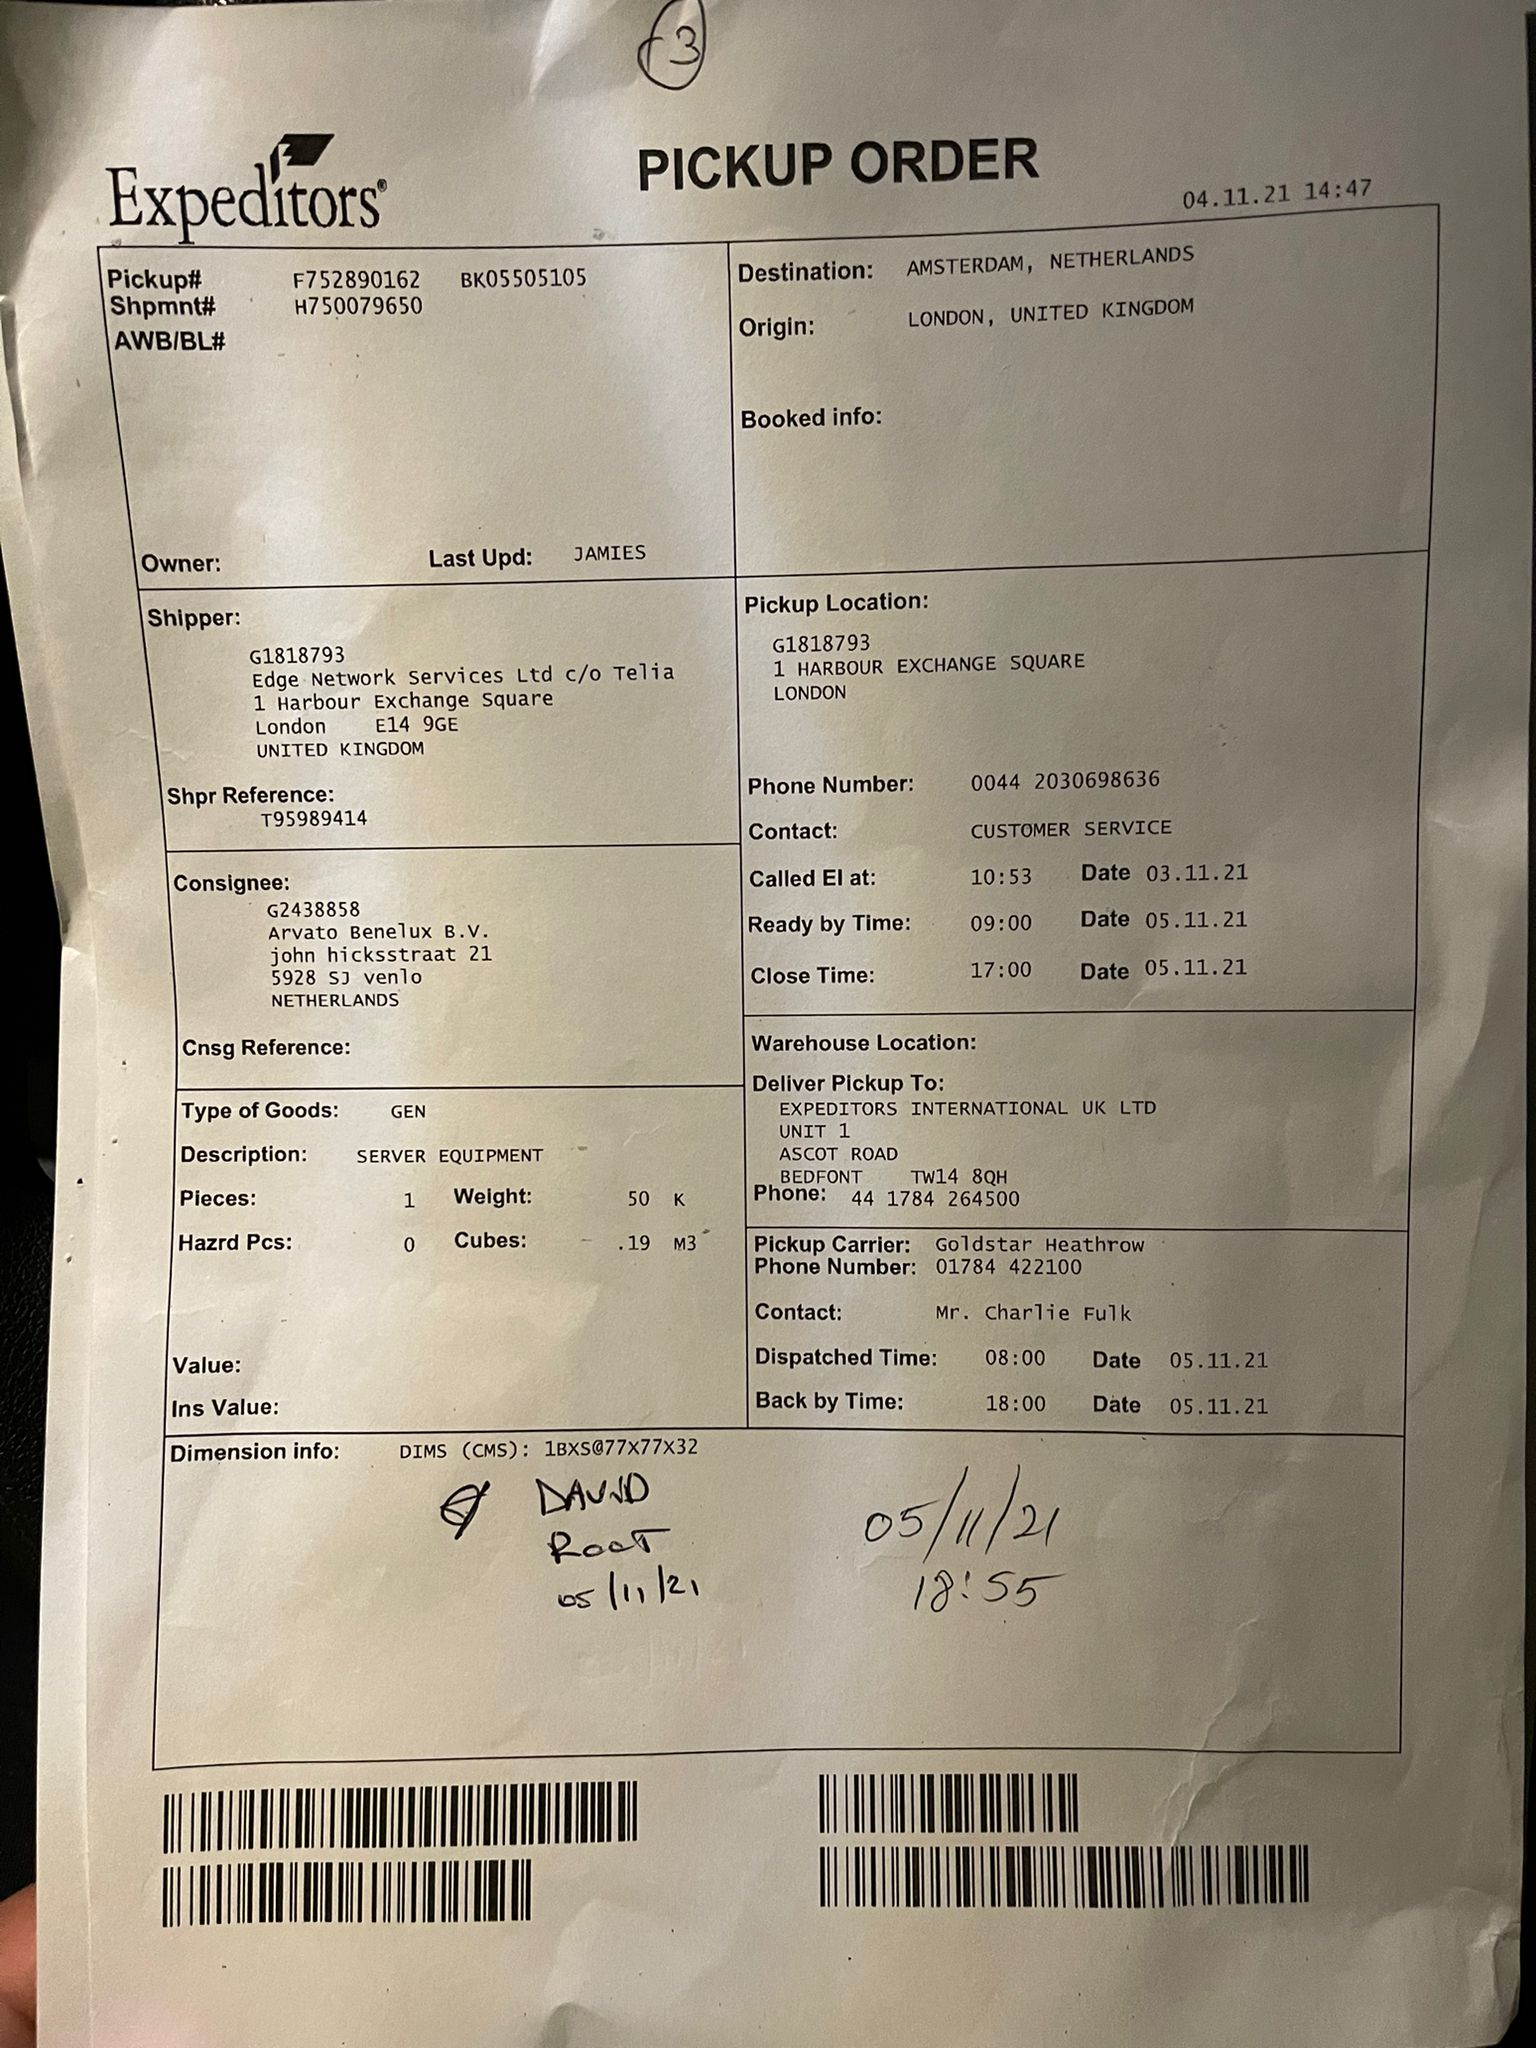 r3
Expeditors®
PICKUP ORDER
04.11.21 14:47
Pickup# F752890162 BK05505105
Shpmnt# H750079650
AWB/BL#
Owner: Last Upd: JAMIES
Destination: AMSTERDAM, NETHERLANDS
Origin: LONDON, UNITED KINGDOM
Booked info:
Shipper:
G1818793
Edge Network Services Ltd c/o Telia
1 Harbour Exchange Square
London E14 9GE
UNITED KINGDOM
Shpr Reference:
T95989414
Pickup Location:
G1818793
1 HARBOUR EXCHANGE SQUARE
LONDON
Phone Number: 0044 2030698636
Contact: CUSTOMER SERVICE
Called EI at: 10:53 Date 03.11.21
Ready by Time: 09:00 Date 05.11.21
Close Time: 17:00 Date 05.11.21
Consignee:
G2438858
Arvato Benelux B.V.
john hicksstraat 21
5928 SJ venlo
NETHERLANDS
Cnsg Reference:
Warehouse Location:
Deliver Pickup To:
EXPEDITORS INTERNATIONAL UK LTD
UNIT 1
ASCOT ROAD
BEDFONT TW14 8QH
Phone: 44 1784 264500
Type of Goods: GEN
Description: SERVER EQUIPMENT
Pieces: 1 Weight: 50 K
Hazrd Pcs: 0 Cubes: .19 M3
Value:
Ins Value:
Pickup Carrier: Goldstar Heathrow
Phone Number: 01784 422100
Contact: Mr. Charlie Fulk
Dispatched Time: 08:00 Date 05.11.21
Back by Time: 18:00 Date 05.11.21
Dimension info: DIMS (CMS): 1BXS@77X77X32
DAVID
ROOT
05/11/21
05/11/21
18:55